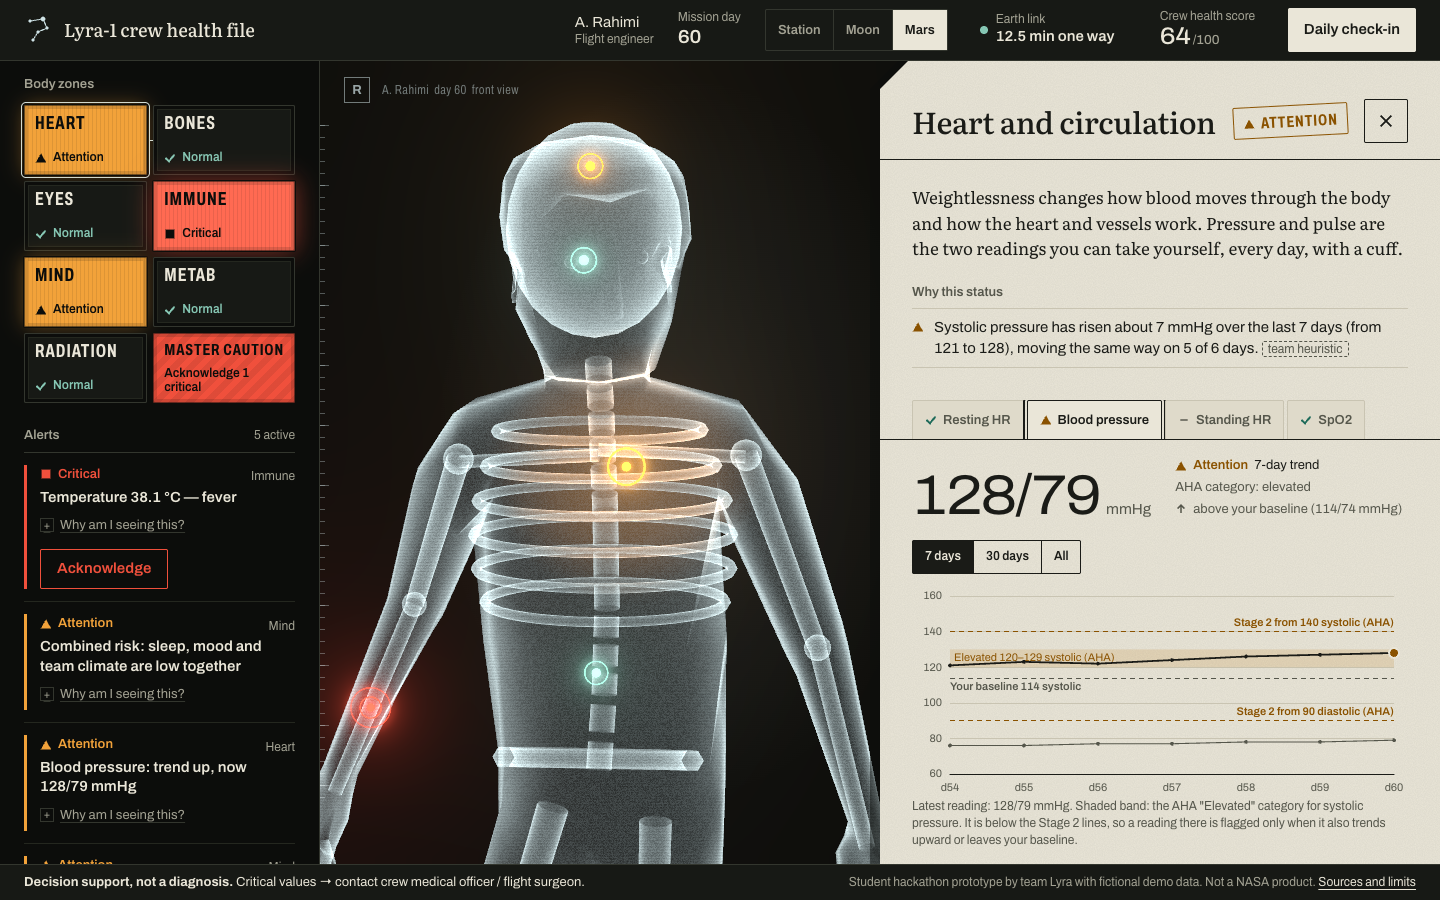 Lyra-1 crew health file
A. Rahimi
Flight engineer
Mission day
60
Station
Moon
Mars
Earth link
12.5 min one way
Crew health score
64/100
Daily check-in
Body zones
HEART
Attention
BONES
Normal
EYES
Normal
IMMUNE
Critical
MIND
Attention
METAB
Normal
RADIATION
Normal
MASTER CAUTION
Acknowledge 1
critical
Alerts
5 active
Critical
Immune
Temperature 38.1 °C — fever
+ Why am I seeing this?
Acknowledge
Attention
Mind
Combined risk: sleep, mood and
team climate are low together
+ Why am I seeing this?
Attention
Heart
Blood pressure: trend up, now
128/79 mmHg
+ Why am I seeing this?
Attention
Mind
R
A. Rahimi day 60 front view
Heart and circulation
ATTENTION
Weightlessness changes how blood moves through the body
and how the heart and vessels work. Pressure and pulse are
the two readings you can take yourself, every day, with a cuff.
Why this status
Systolic pressure has risen about 7 mmHg over the last 7 days (from
121 to 128), moving the same way on 5 of 6 days. team heuristic
Resting HR
Blood pressure
– Standing HR
SpO2
128/79 mmHg
Attention 7-day trend
AHA category: elevated
↑ above your baseline (114/74 mmHg)
7 days
30 days
All
160
Stage 2 from 140 systolic (AHA)
140
Elevated 120–129 systolic (AHA)
120
Your baseline 114 systolic
100
Stage 2 from 90 diastolic (AHA)
80
60
d54 d55 d56 d57 d58 d59 d60
Latest reading: 128/79 mmHg. Shaded band: the AHA "Elevated" category for systolic
pressure. It is below the Stage 2 lines, so a reading there is flagged only when it also trends
upward or leaves your baseline.
Decision support, not a diagnosis. Critical values → contact crew medical officer / flight surgeon.
Student hackathon prototype by team Lyra with fictional demo data. Not a NASA product. Sources and limits